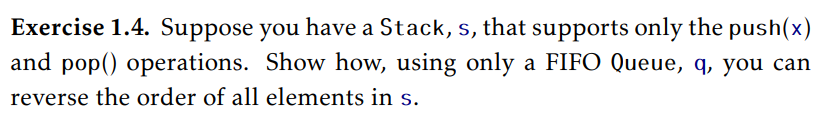 Exercise 1.4. Suppose you have a Stack, s, that supports only the push(x)
and pop() operations. Show how, using only a FIFO Queue, q, you can
reverse the order of all elements in s.